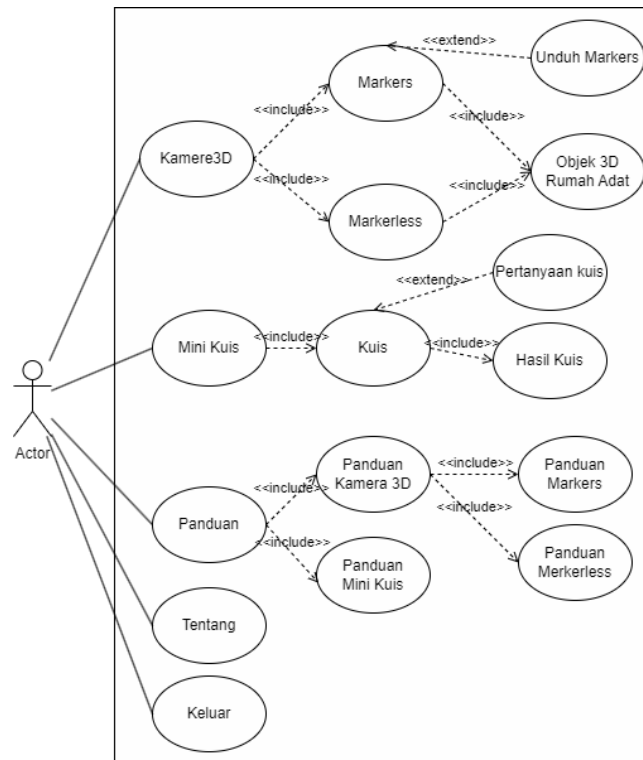 <<extend>>
Unduh Markers
Markers
<<include>>
<<include>>
Kamere3D
Objek 3D
Rumah Adat
<<include>>
<<include>>
Markerless
Pertanyaan kuis
<<extend>>
Mini Kuis
<<include>>
Kuis
<<include>>
Hasil Kuis
Actor
Panduan
Kamera 3D
<<include>>
Panduan
Markers
<<include>>
<<include>>
Panduan
<<include>>
Panduan
Mini Kuis
Panduan
Merkerless
Tentang
Keluar